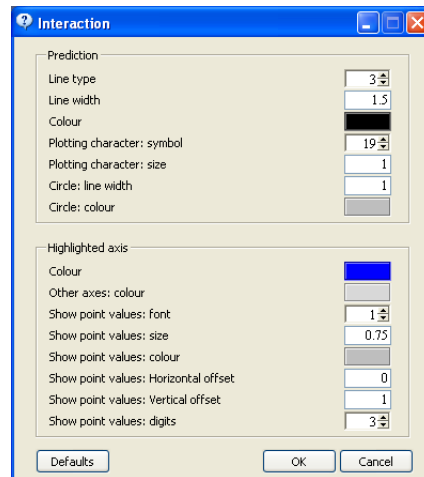 Interaction
Prediction
Line type 3
Line width 1.5
Colour
Plotting character: symbol 19
Plotting character: size 1
Circle: line width 1
Circle: colour
Highlighted axis
Colour
Other axes: colour
Show point values: font 1
Show point values: size 0.75
Show point values: colour
Show point values: Horizontal offset 0
Show point values: Vertical offset 1
Show point values: digits 3
Defaults OK Cancel